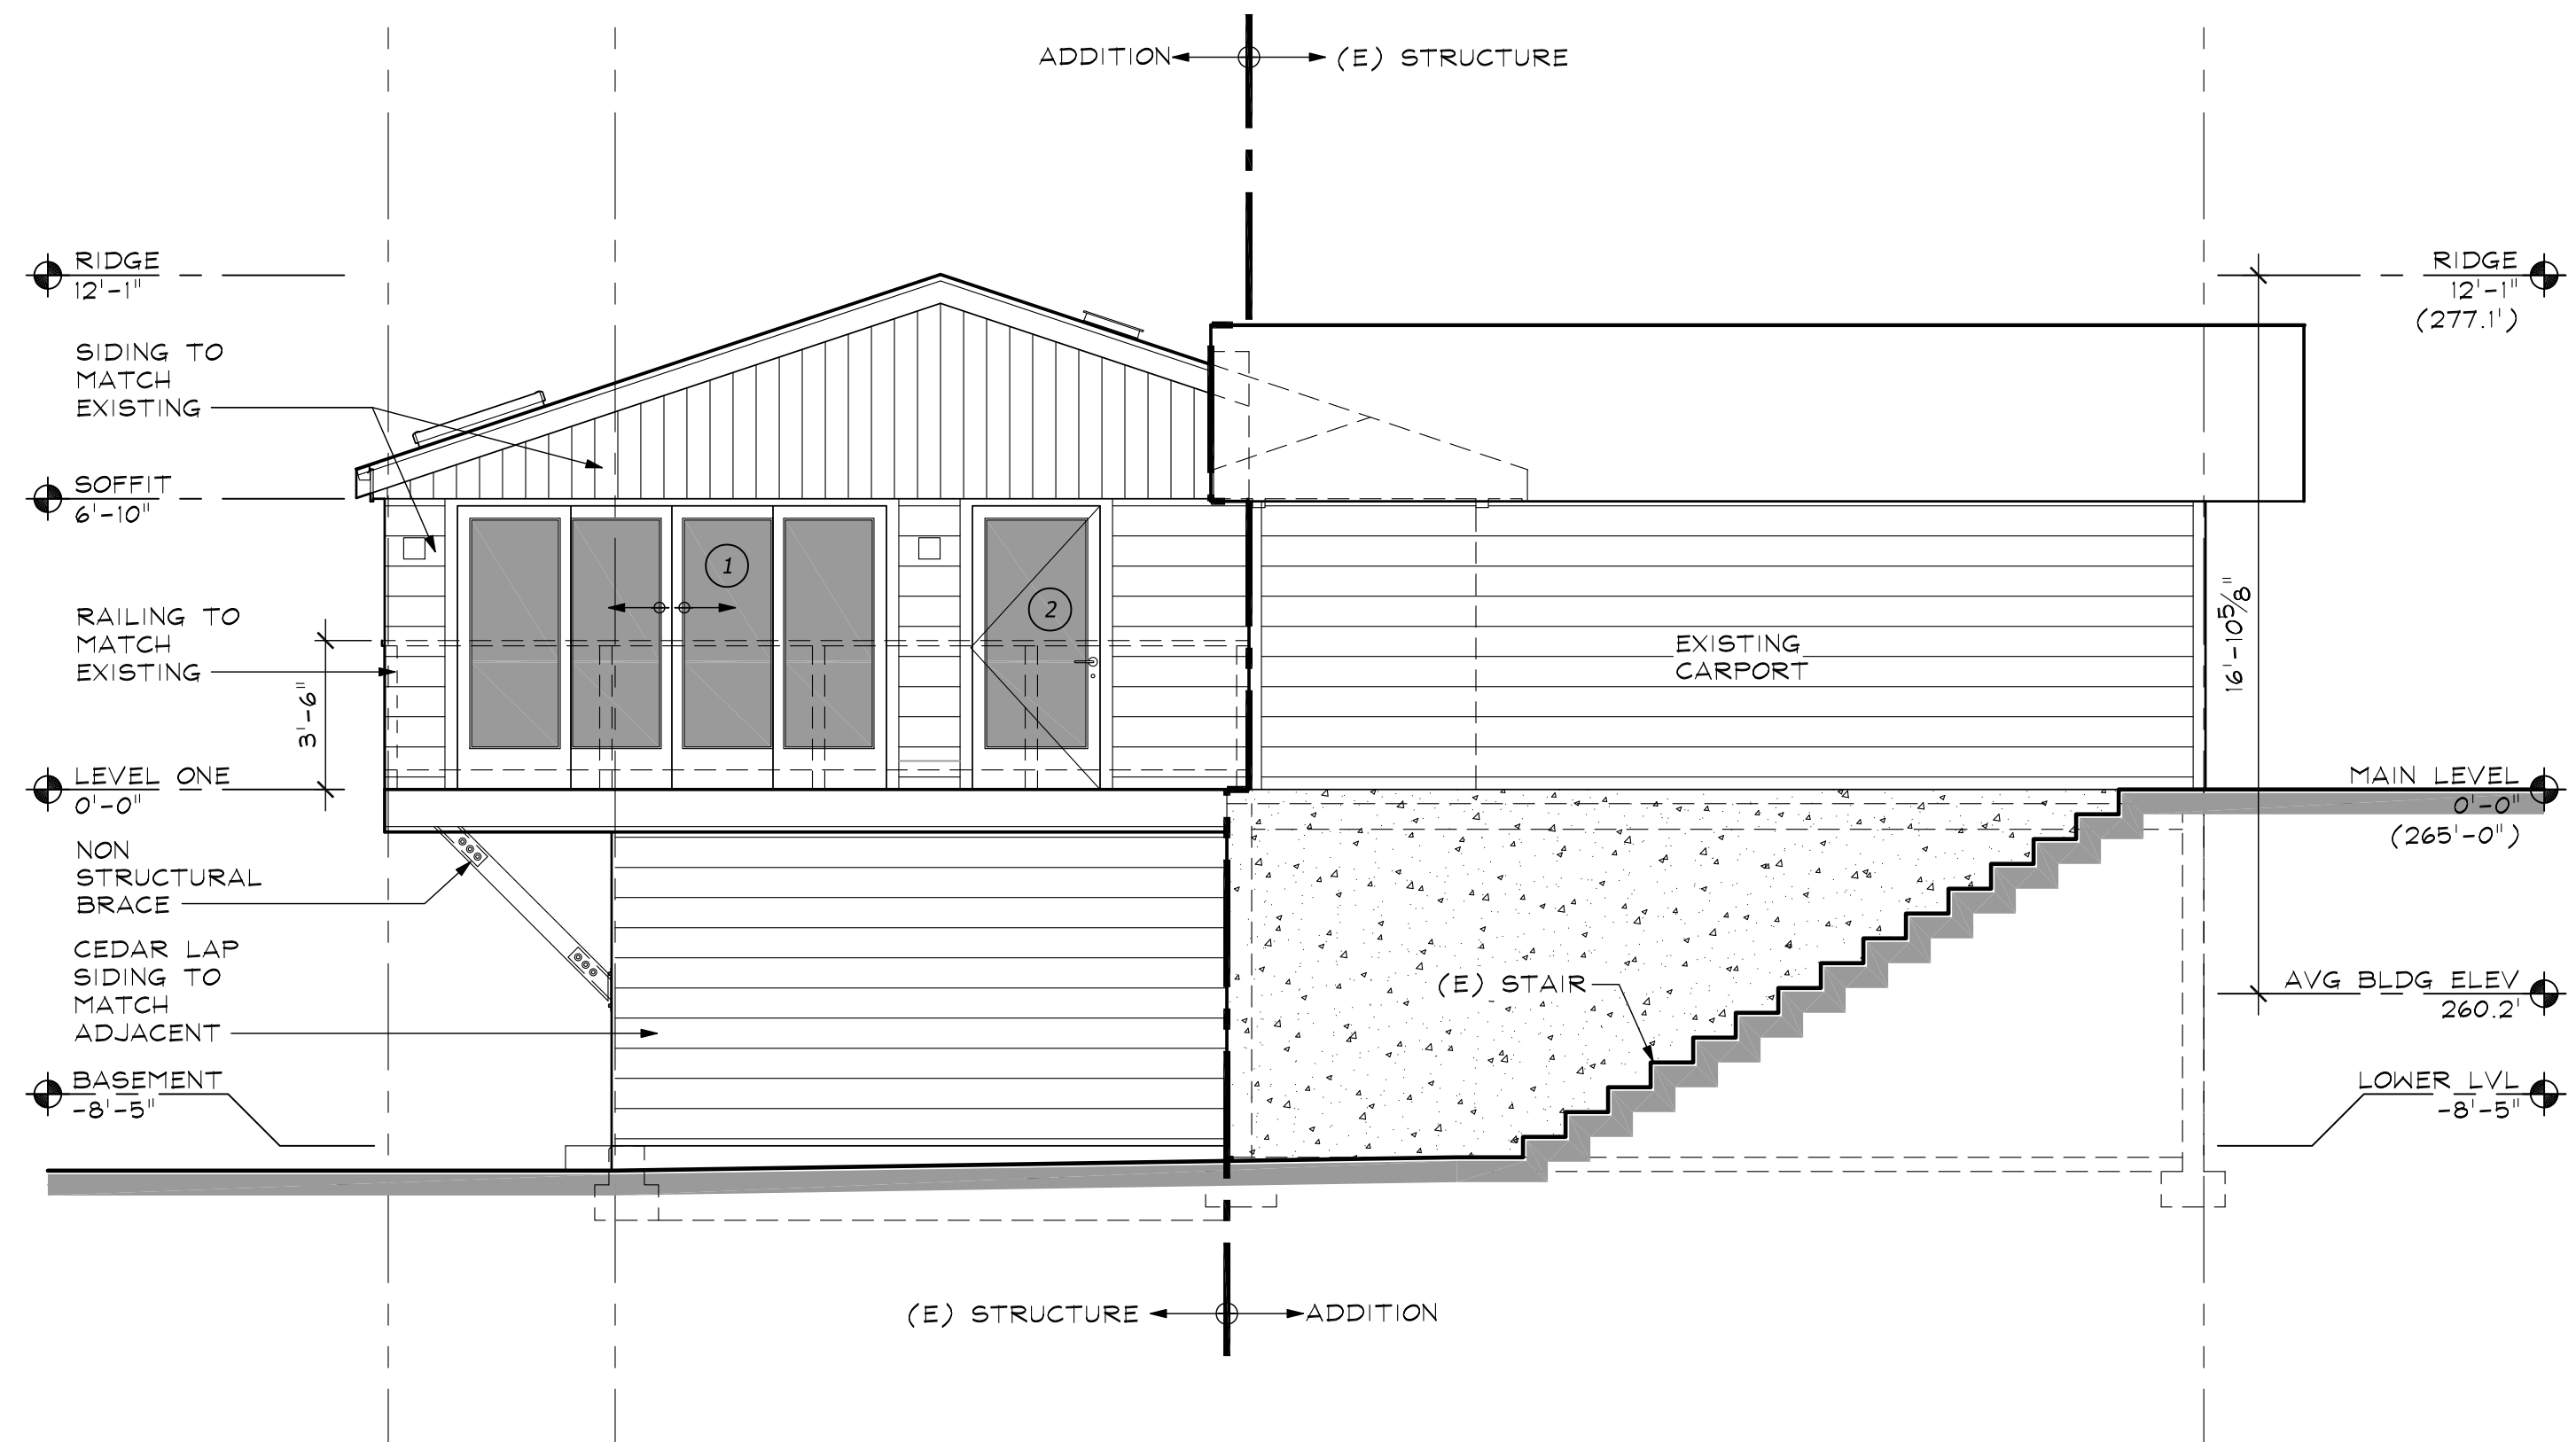 ADDITION
(E) STRUCTURE
RIDGE
12'-1"
RIDGE
12'-1"
(277.1')
SIDING TO
MATCH
EXISTING
SOFFIT
6'-10"
1
2
RAILING TO
MATCH
EXISTING
3'-6"
EXISTING
CARPORT
16'-10 5/8"
LEVEL ONE
0'-0"
MAIN LEVEL
0'-0"
(265'-0")
NON
STRUCTURAL
BRACE
CEDAR LAP
SIDING TO
MATCH
ADJACENT
(E) STAIR
AVG BLDG ELEV
260.2'
BASEMENT
-8'-5"
LOWER LVL
-8'-5"
(E) STRUCTURE
ADDITION